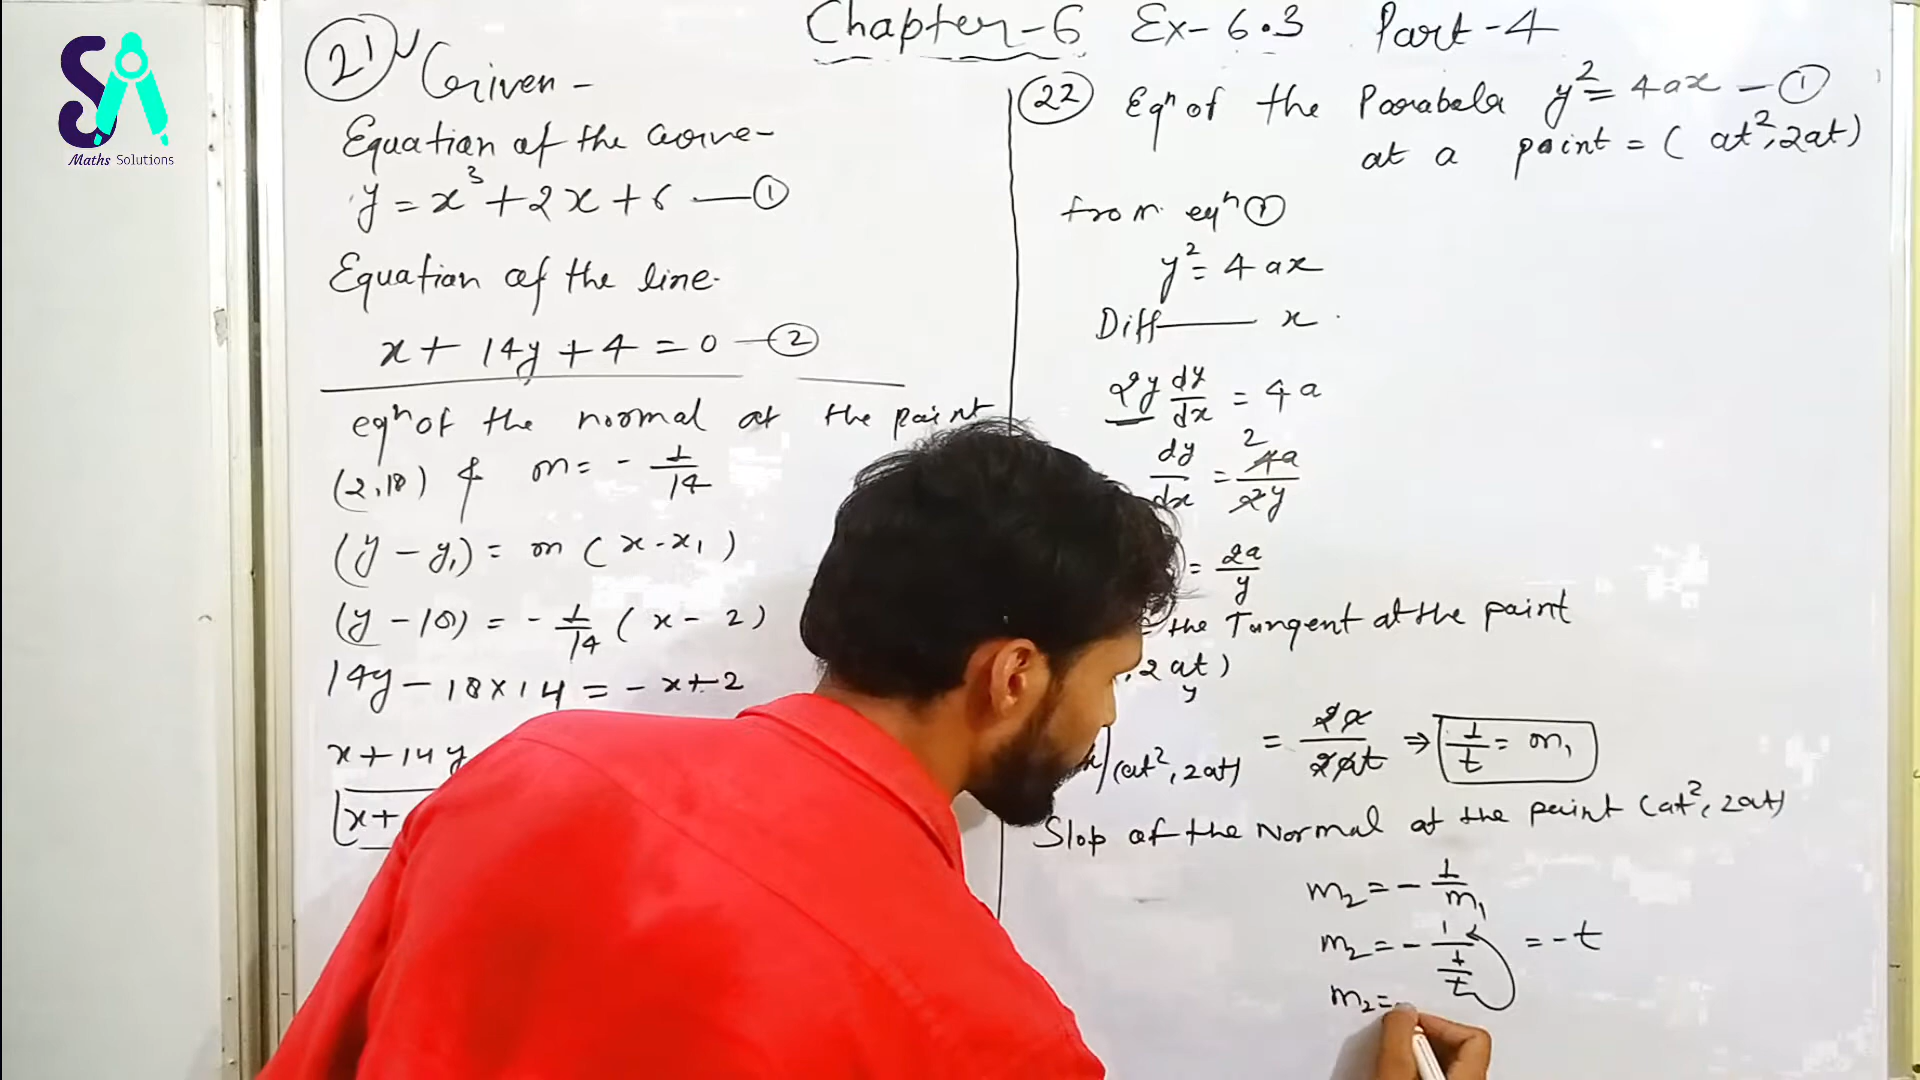 SA
Maths Solutions
Chapter-6 Ex-6.3 Part-4
21 Given-
Equation of the curve-
y = x³ + 2x + 6 — ①
Equation of the line.
x + 14y + 4 = 0 — ②
eqⁿ of the normal at the point
(2,18) & m = - 1/14
(y - y₁) = m ( x - x₁ )
(y - 18) = - 1/14 ( x - 2 )
14y - 18×14 = - x + 2
x + 14y
x +
22 Eqⁿ of the Parabola y² = 4ax — ①
at a point = ( at², 2at)
from eqⁿ ①
y² = 4ax
Diff—— x
2y dy/dx = 4a
dy/dx = 2 4a/2y
= 2a/y
the Tangent at the point
, 2at )
y
(at², 2at) = 2a/2at ⇒ 1/t = m₁
Slop of the Normal at the point (at², 2at)
m₂ = - 1/m₁
m₂ = - 1/(1/t) = -t
m₂ =